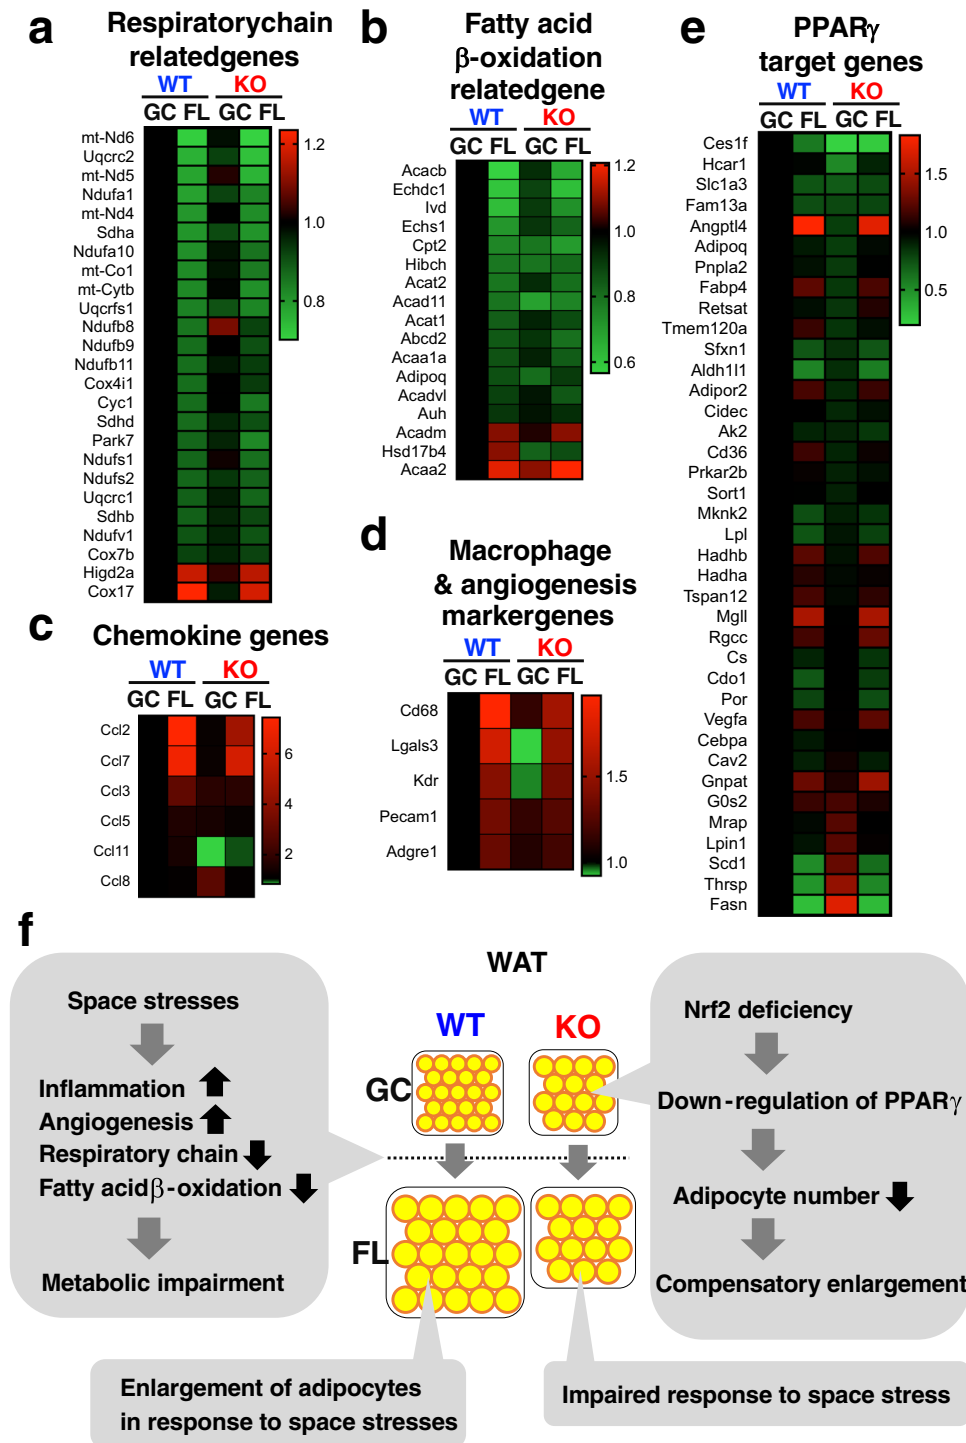 a
Respiratorychain
relatedgenes
WT KO
GC FL GC FL
mt-Nd6
Uqcrc2
mt-Nd5
Ndufa1
mt-Nd4
Sdha
Ndufa10
mt-Co1
mt-Cytb
Uqcrfs1
Ndufb8
Ndufb9
Ndufb11
Cox4i1
Cyc1
Sdhd
Park7
Ndufs1
Ndufs2
Uqcrc1
Sdhb
Ndufv1
Cox7b
Higd2a
Cox17
1.2
1.0
0.8
b
Fatty acid
β-oxidation
relatedgene
WT KO
GC FL GC FL
Acacb
Echdc1
Ivd
Echs1
Cpt2
Hibch
Acat2
Acad11
Acat1
Abcd2
Acaa1a
Adipoq
Acadvl
Auh
Acadm
Hsd17b4
Acaa2
1.2
1.0
0.8
0.6
c
Chemokine genes
WT KO
GC FL GC FL
Ccl2
Ccl7
Ccl3
Ccl5
Ccl11
Ccl8
6
4
2
d
Macrophage
& angiogenesis
markergenes
WT KO
GC FL GC FL
Cd68
Lgals3
Kdr
Pecam1
Adgre1
1.5
1.0
e
PPARγ
target genes
WT KO
GC FL GC FL
Ces1f
Hcar1
Slc1a3
Fam13a
Angptl4
Adipoq
Pnpla2
Fabp4
Retsat
Tmem120a
Sfxn1
Aldh1l1
Adipor2
Cidec
Ak2
Cd36
Prkar2b
Sort1
Mknk2
Lpl
Hadhb
Hadha
Tspan12
Mgll
Rgcc
Cs
Cdo1
Por
Vegfa
Cebpa
Cav2
Gnpat
G0s2
Mrap
Lpin1
Scd1
Thrsp
Fasn
1.5
1.0
0.5
f
Space stresses
Inflammation
Angiogenesis
Respiratory chain
Fatty acidβ-oxidation
Metabolic impairment
WAT
WT KO
GC
FL
Nrf2 deficiency
Down-regulation of PPARγ
Adipocyte number
Compensatory enlargement
Enlargement of adipocytes
in response to space stresses
Impaired response to space stress